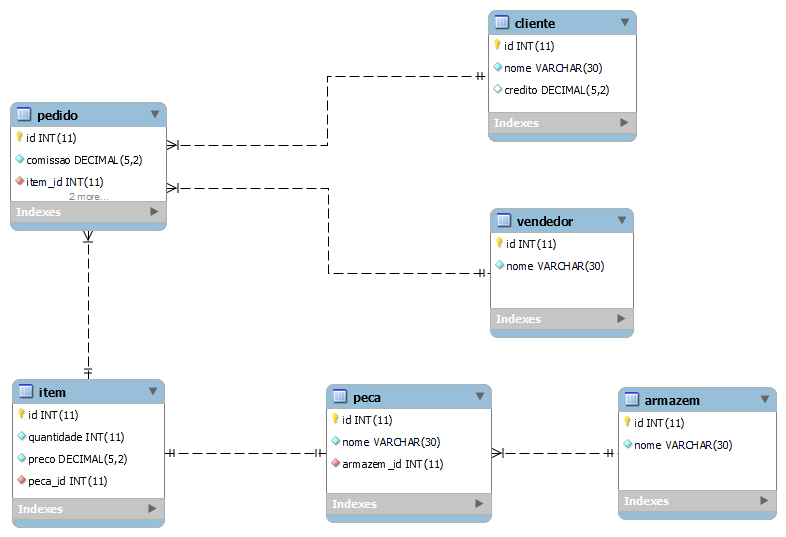 cliente
id INT(11)
nome VARCHAR(30)
credito DECIMAL(5,2)
Indexes
pedido
id INT(11)
comissao DECIMAL(5,2)
item_id INT(11)
2 more...
Indexes
vendedor
id INT(11)
nome VARCHAR(30)
Indexes
item
id INT(11)
quantidade INT(11)
preco DECIMAL(5,2)
peca_id INT(11)
Indexes
peca
id INT(11)
nome VARCHAR(30)
armazem_id INT(11)
Indexes
armazem
id INT(11)
nome VARCHAR(30)
Indexes